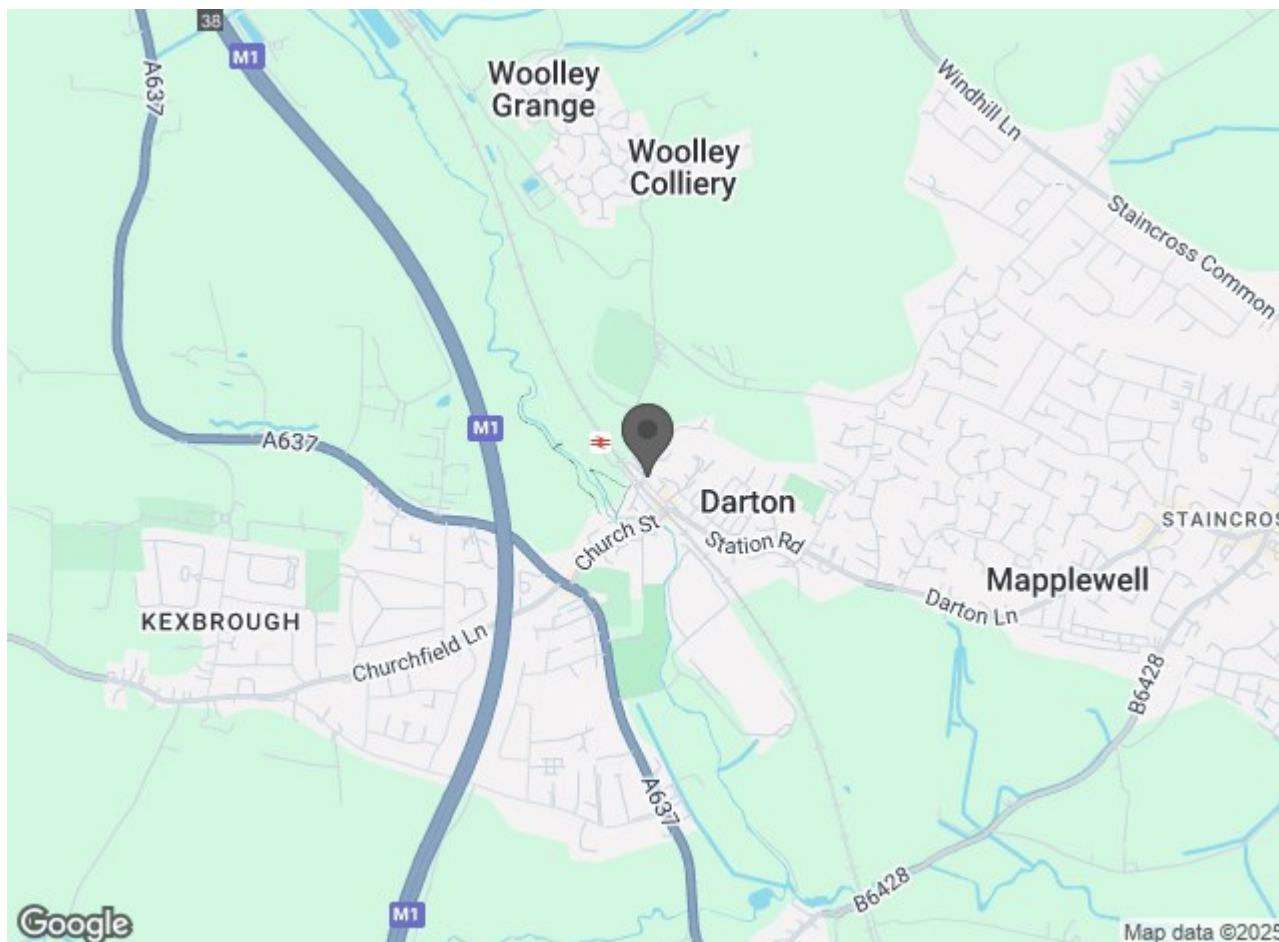 38
M1
A637
Woolley
Grange
Woolley
Colliery
Windhill Ln
Staincross Common
M1
A637
Darton
Church St
Station Rd
STAINCROS
Mapplewell
Darton Ln
KEXBROUGH
Churchfield Ln
B6428
A637
B6428
M1
Google
Map data ©2025